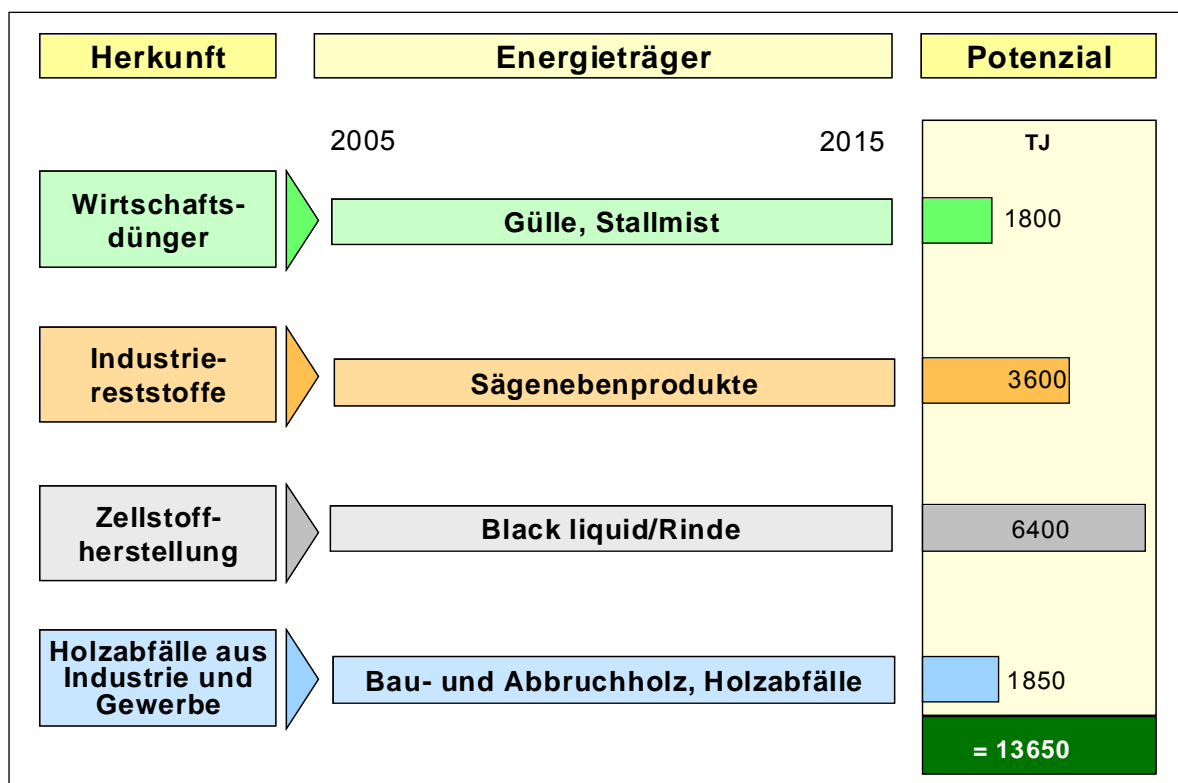 Herkunft
Energieträger
Potenzial
2005
2015
TJ
Wirtschafts-
dünger
Gülle, Stallmist
1800
Industrie-
reststoffe
Sägenebenprodukte
3600
Zellstoff-
herstellung
Black liquid/Rinde
6400
Holzabfälle aus
Industrie und
Gewerbe
Bau- und Abbruchholz, Holzabfälle
1850
= 13650